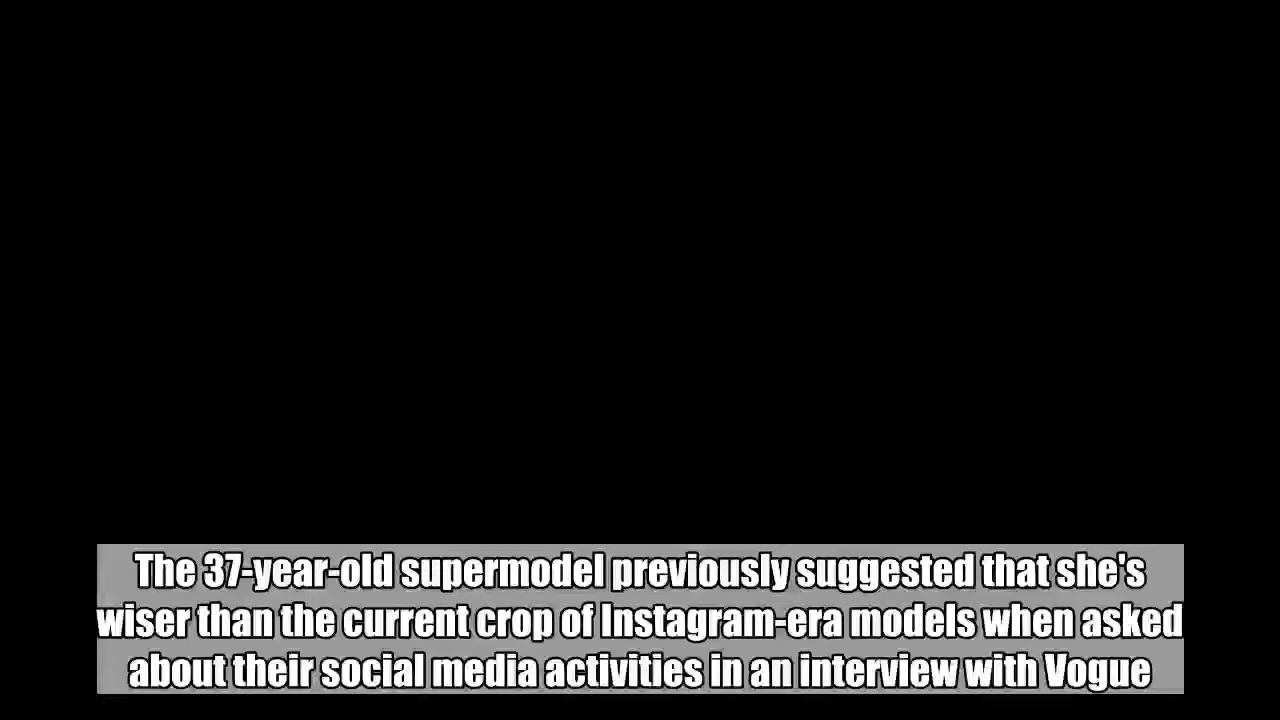 The 37-year-old supermodel previously suggested that she's
wiser than the current crop of Instagram-era models when asked
about their social media activities in an interview with Vogue